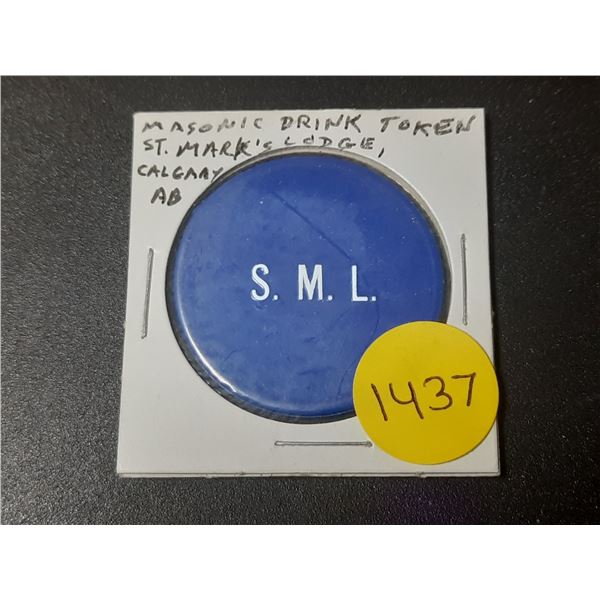 MASONIC DRINK TOKEN
ST. MARK'S LODGE,
CALGARY
AB
S. M. L.
1437